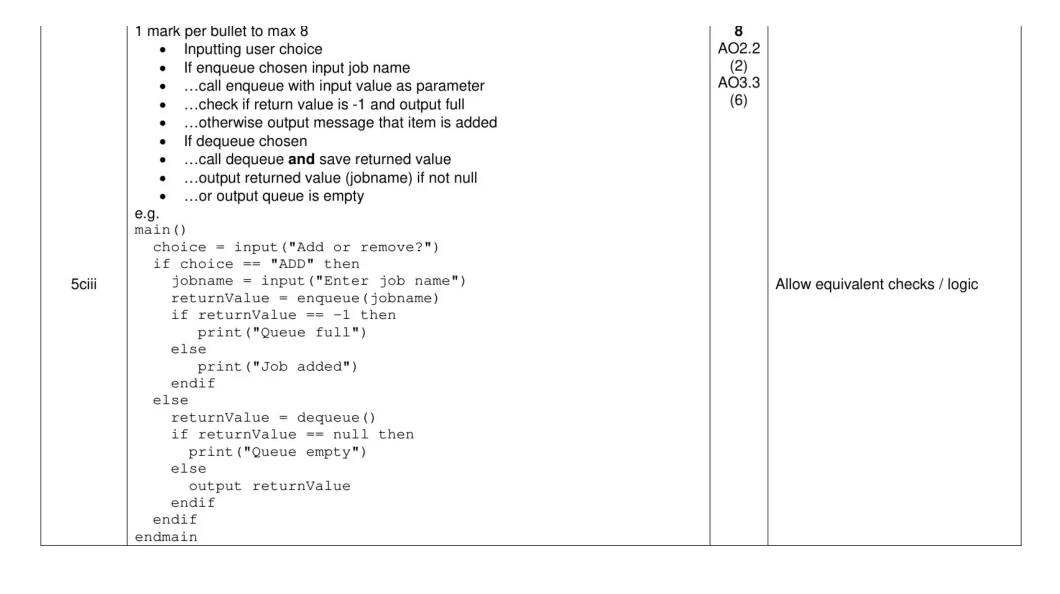 1 mark per bullet to max 8
• Inputting user choice
• If enqueue chosen input job name
• …call enqueue with input value as parameter
• …check if return value is -1 and output full
• …otherwise output message that item is added
• If dequeue chosen
• …call dequeue and save returned value
• …output returned value (jobname) if not null
• …or output queue is empty
e.g.
main()
  choice = input("Add or remove?")
  if choice == "ADD" then
    jobname = input("Enter job name")
    returnValue = enqueue(jobname)
    if returnValue == -1 then
       print("Queue full")
    else
       print("Job added")
    endif
  else
    returnValue = dequeue()
    if returnValue == null then
      print("Queue empty")
    else
      output returnValue
    endif
  endif
endmain
5ciii
8
AO2.2
(2)
AO3.3
(6)
Allow equivalent checks / logic